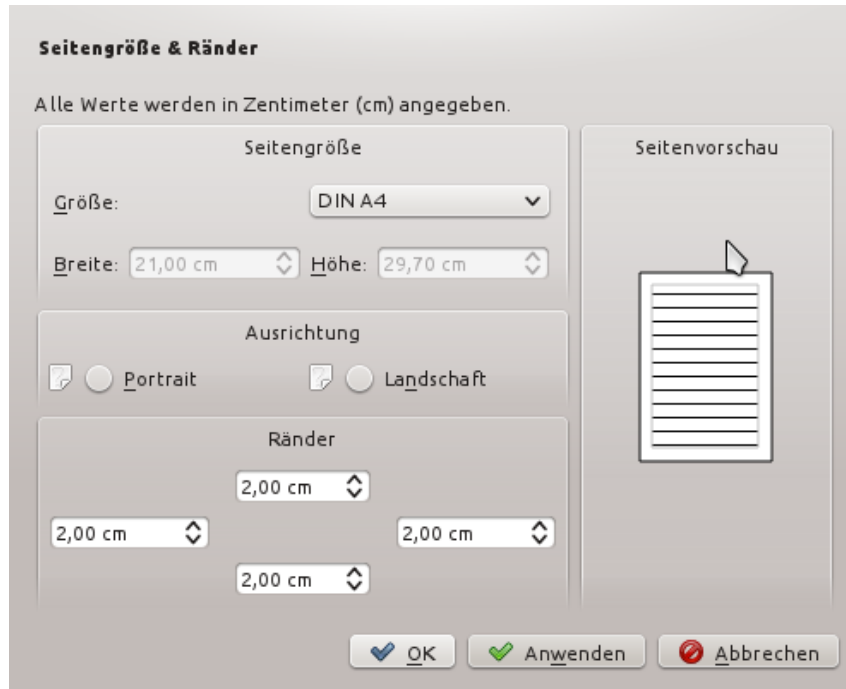 Seitengröße & Ränder
Alle Werte werden in Zentimeter (cm) angegeben.
Seitengröße
Größe: DIN A4
Breite: 21,00 cm Höhe: 29,70 cm
Ausrichtung
Portrait Landschaft
Ränder
2,00 cm
2,00 cm 2,00 cm
2,00 cm
Seitenvorschau
OK Anwenden Abbrechen